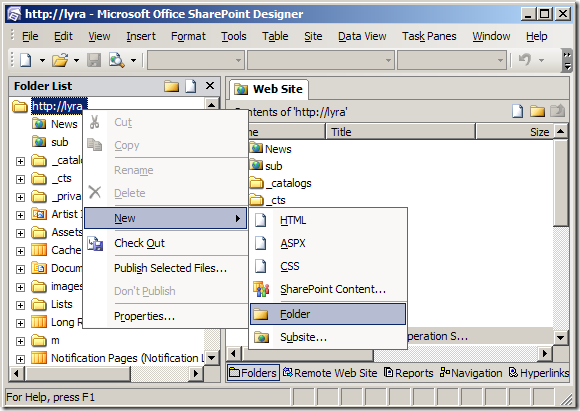 http://lyra - Microsoft Office SharePoint Designer
File Edit View Insert Format Tools Table Site Data View Task Panes Window Help
Folder List
Web Site
http://lyra
Contents of 'http://lyra'
Title Size
News
sub
_cts
Artist
Assets
Cache
Docum
images
Lists
Long R
m
Notification Pages (Notification L
Cut
Copy
Rename
Delete
New
Check Out
Publish Selected Files...
Don't Publish
Properties...
News
sub
_catalogs
_cts
HTML
ASPX
CSS
SharePoint Content...
Folder
Subsite...
peration S...
Folders Remote Web Site Reports Navigation Hyperlinks
For Help, press F1